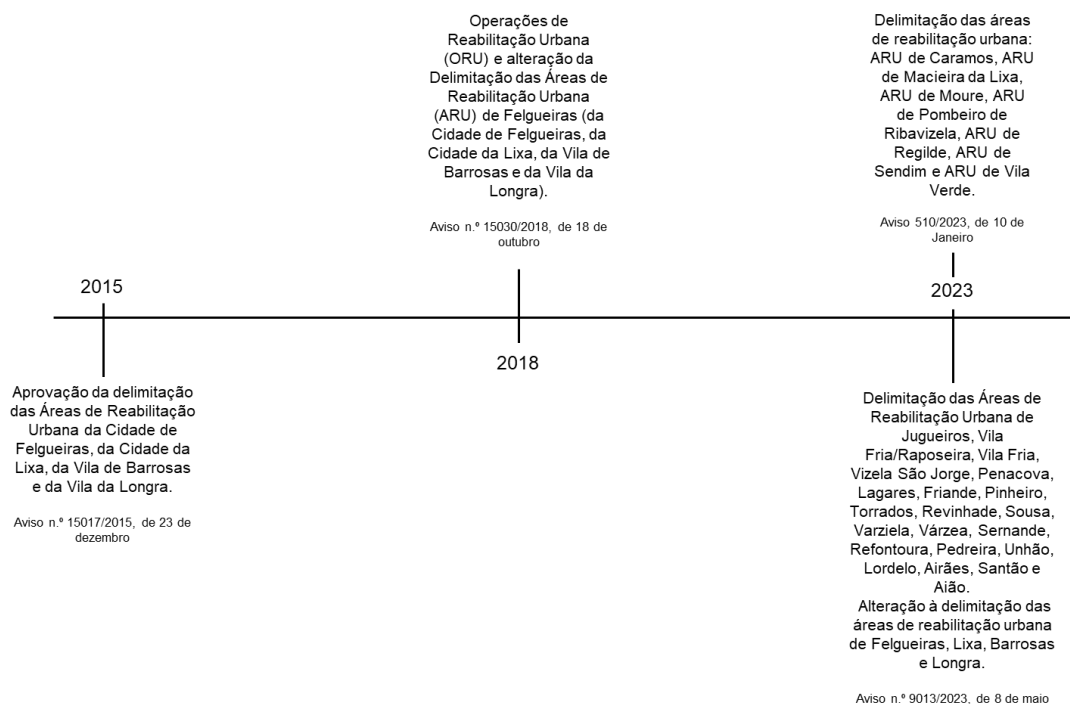 Operações de
Reabilitação Urbana
(ORU) e alteração da
Delimitação das Áreas de
Reabilitação Urbana
(ARU) de Felgueiras (da
Cidade de Felgueiras, da
Cidade da Lixa, da Vila de
Barrosas e da Vila da
Longra).
Aviso n.º 15030/2018, de 18 de
outubro
Delimitação das áreas
de reabilitação urbana:
ARU de Caramos, ARU
de Macieira da Lixa,
ARU de Moure, ARU
de Pombeiro de
Ribavizela, ARU de
Regilde, ARU de
Sendim e ARU de Vila
Verde.
Aviso 510/2023, de 10 de
Janeiro
2015
2023
2018
Aprovação da delimitação
das Áreas de Reabilitação
Urbana da Cidade de
Felgueiras, da Cidade da
Lixa, da Vila de Barrosas
e da Vila da Longra.
Aviso n.º 15017/2015, de 23 de
dezembro
Delimitação das Áreas de
Reabilitação Urbana de
Jugueiros, Vila
Fria/Raposeira, Vila Fria,
Vizela São Jorge, Penacova,
Lagares, Friande, Pinheiro,
Torrados, Revinhade, Sousa,
Varziela, Várzea, Sernande,
Refontoura, Pedreira, Unhão,
Lordelo, Airães, Santão e
Aião.
Alteração à delimitação das
áreas de reabilitação urbana
de Felgueiras, Lixa, Barrosas
e Longra.
Aviso n.º 9013/2023, de 8 de maio